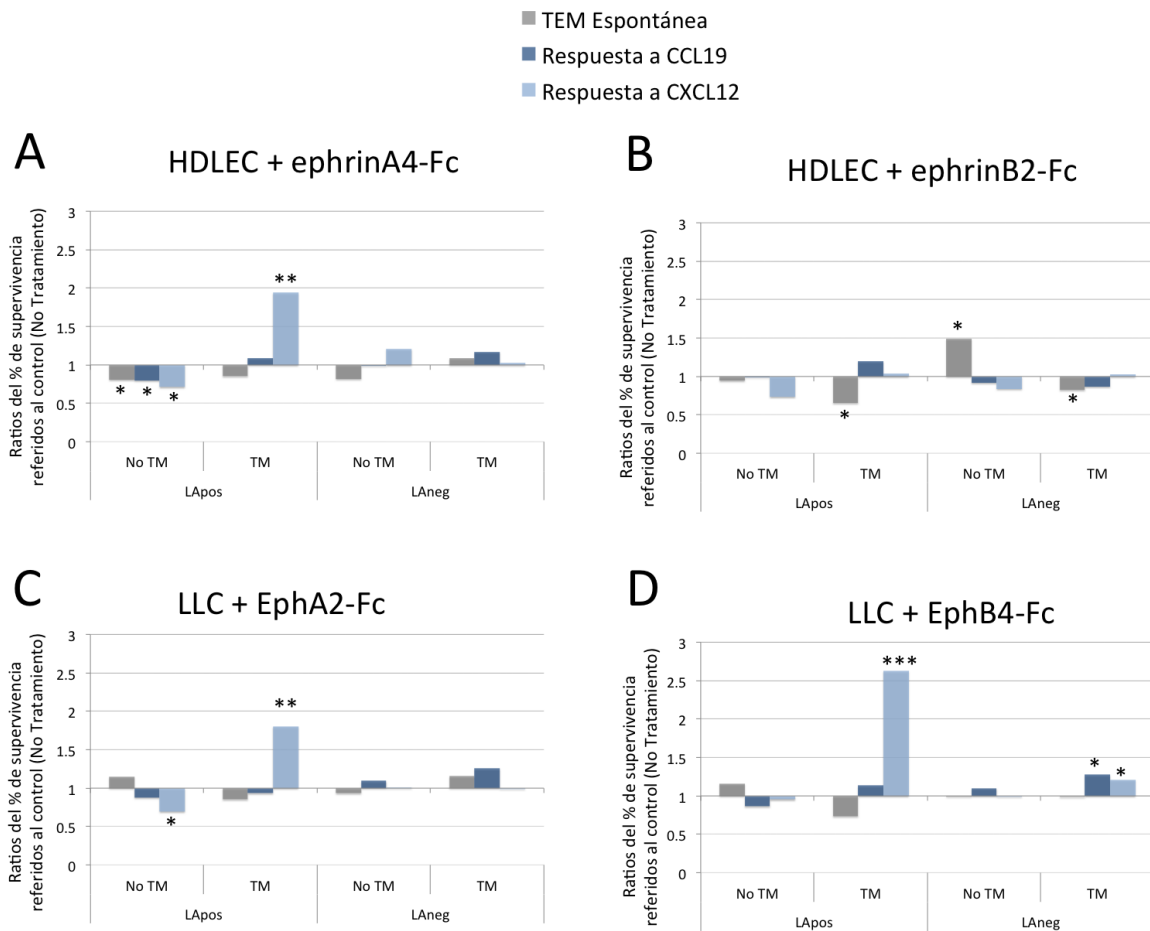 TEM Espontánea
Respuesta a CCL19
Respuesta a CXCL12
A
HDLEC + ephrinA4-Fc
Ratios del % de supervivencia
referidos al control (No Tratamiento)
3
2.5
2
1.5
1
0.5
0
**
* * *
No TM TM No TM TM
LApos LAneg
B
HDLEC + ephrinB2-Fc
Ratios del % de supervivencia
referidos al control (No Tratamiento)
3
2.5
2
1.5
1
0.5
0
*
*
*
No TM TM No TM TM
LApos LAneg
C
LLC + EphA2-Fc
Ratios del % de supervivencia
referidos al control (No Tratamiento)
3
2.5
2
1.5
1
0.5
0
**
*
No TM TM No TM TM
LApos LAneg
D
LLC + EphB4-Fc
Ratios del % de supervivencia
referidos al control (No Tratamiento)
3
2.5
2
1.5
1
0.5
0
***
* *
No TM TM No TM TM
LApos LAneg